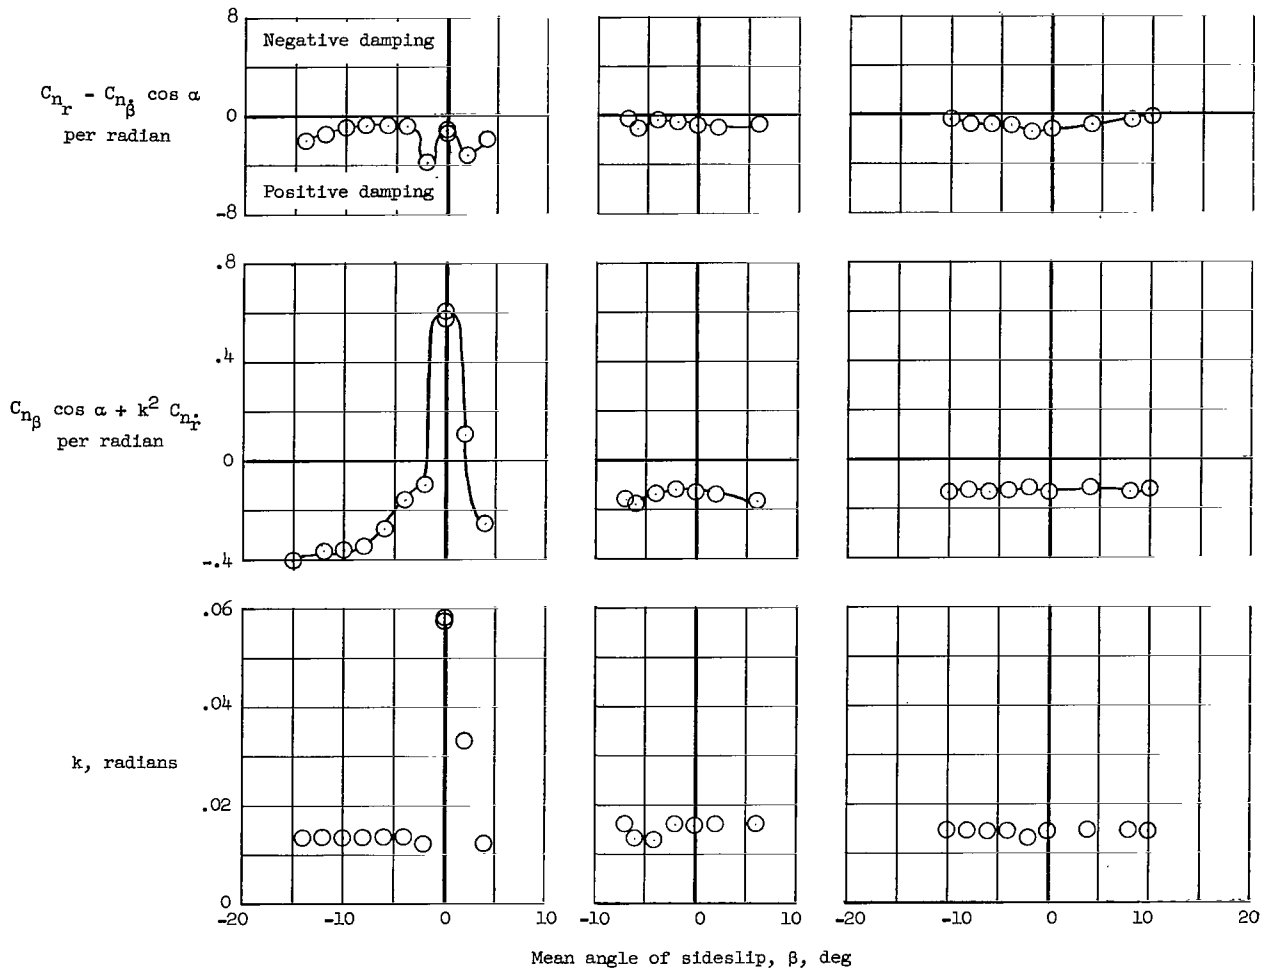 8
Negative damping
C_{n_r} - C_{n_β̇} cos α
per radian
0
Positive damping
-8
.8
.4
C_{n_β} cos α + k² C_{n_ṙ}
per radian
0
-.4
.06
.04
k, radians
.02
0
-20 -10 0 10 -10 0 10 -20 -10 0 10 20
Mean angle of sideslip, β, deg